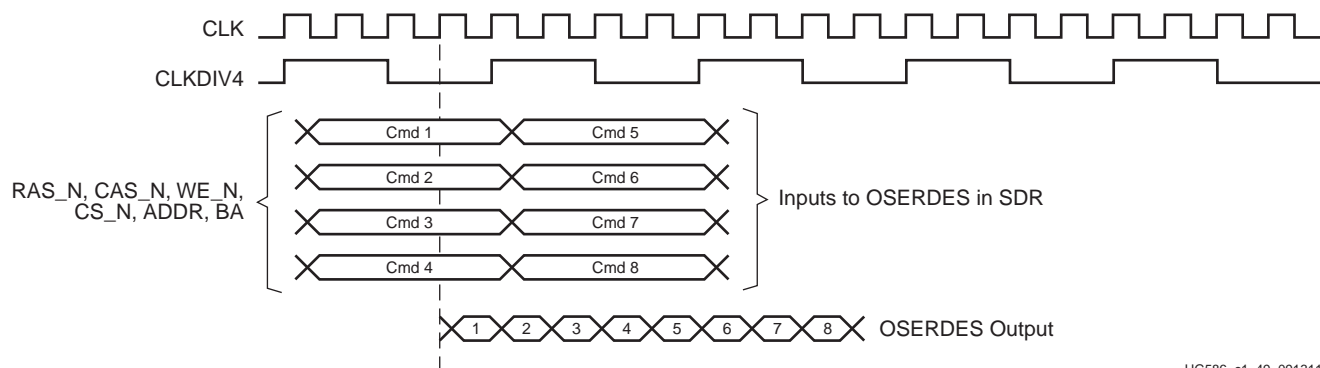 CLK
CLKDIV4
RAS_N, CAS_N, WE_N,
CS_N, ADDR, BA
Cmd 1
Cmd 5
Cmd 2
Cmd 6
Cmd 3
Cmd 7
Cmd 4
Cmd 8
Inputs to OSERDES in SDR
1 2 3 4 5 6 7 8
OSERDES Output